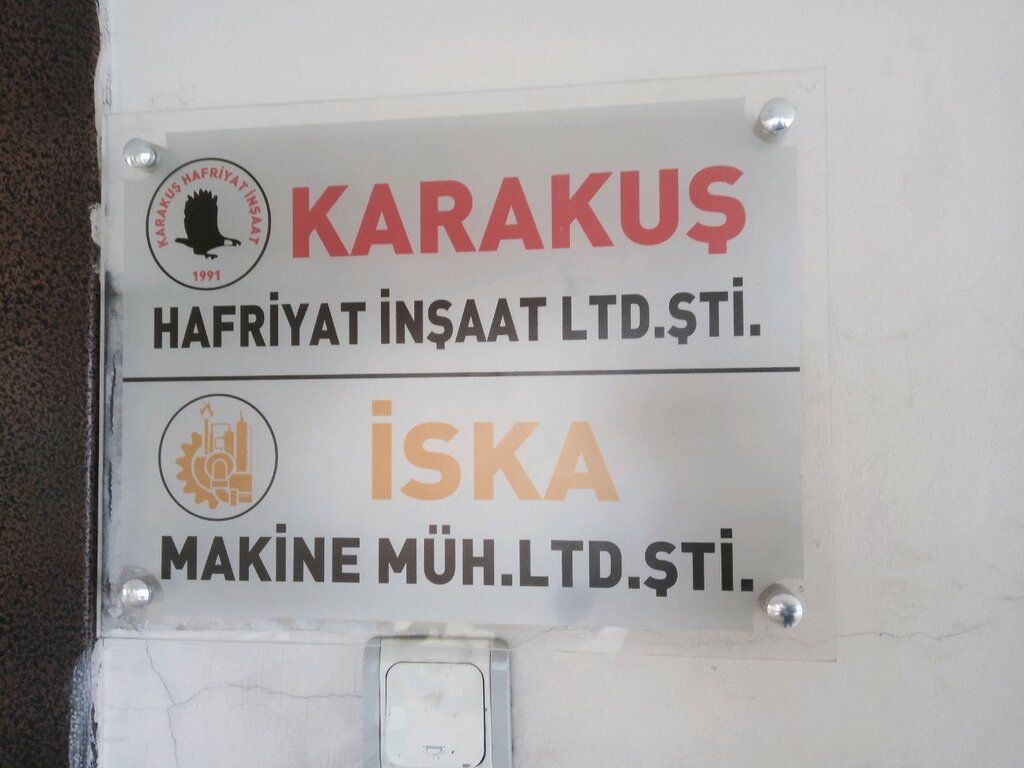 KARAKUŞ HAFRİYAT İNŞAAT
1991
KARAKUŞ
HAFRİYAT İNŞAAT LTD.ŞTİ.
İSKA
MAKİNE MÜH.LTD.ŞTİ.